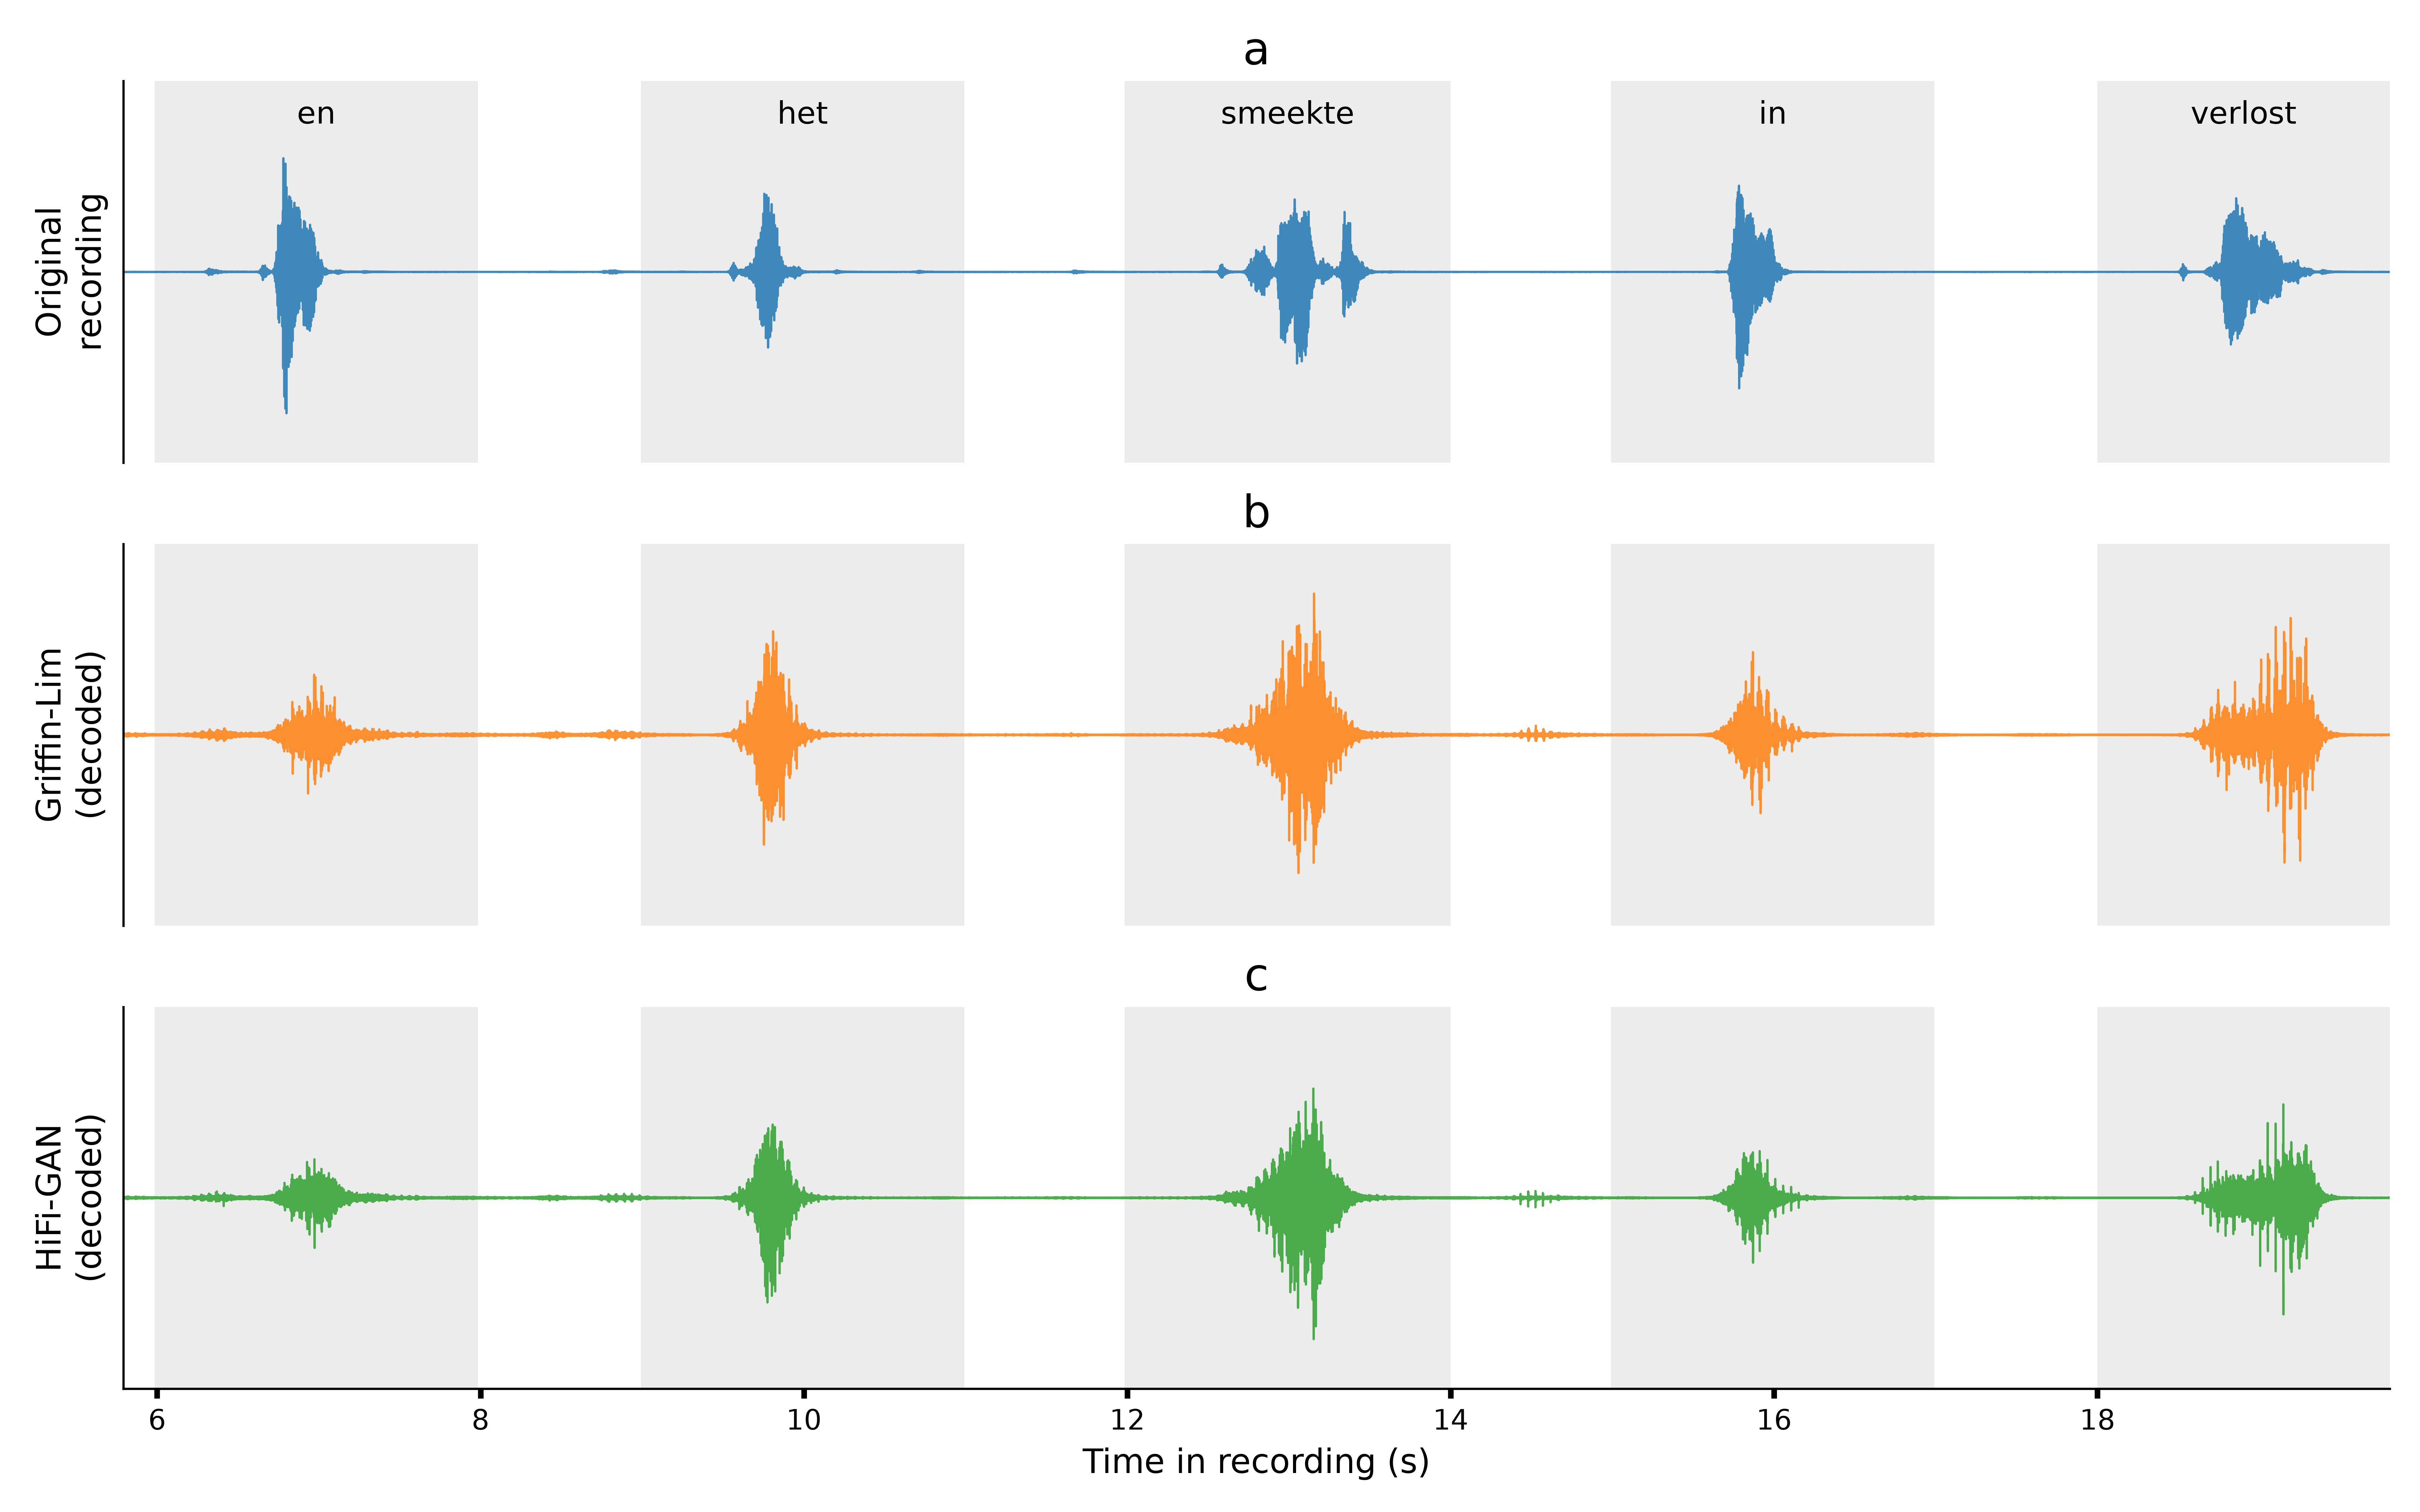 a
en het smeekte in verlost
Original
recording
b
Griffin-Lim
(decoded)
c
HiFi-GAN
(decoded)
6 8 10 12 14 16 18
Time in recording (s)